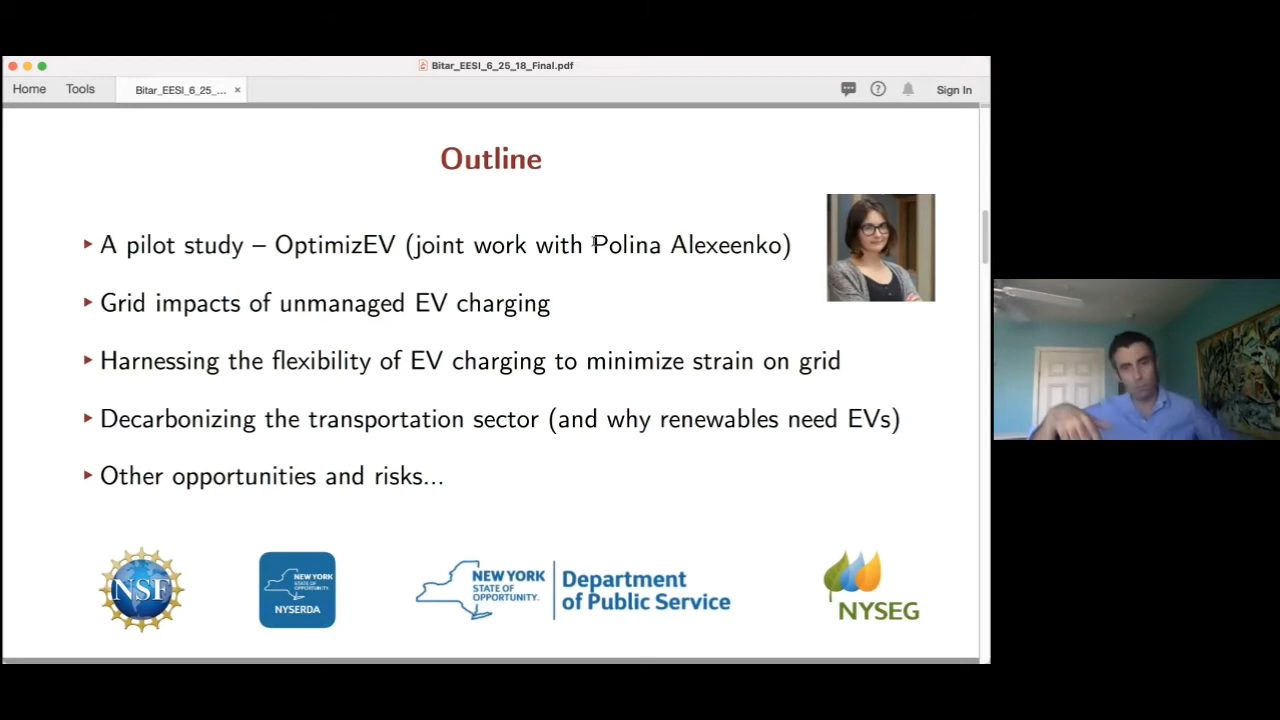 Bitar_EESI_6_25_18_Final.pdf
Home Tools Bitar_EESI_6_25_... × Sign In
Outline
A pilot study – OptimizEV (joint work with Polina Alexeenko)
Grid impacts of unmanaged EV charging
Harnessing the flexibility of EV charging to minimize strain on grid
Decarbonizing the transportation sector (and why renewables need EVs)
Other opportunities and risks...
NSF
NEW YORK
STATE OF
OPPORTUNITY.
NYSERDA
NEW YORK
STATE OF
OPPORTUNITY.
Department
of Public Service
NYSEG